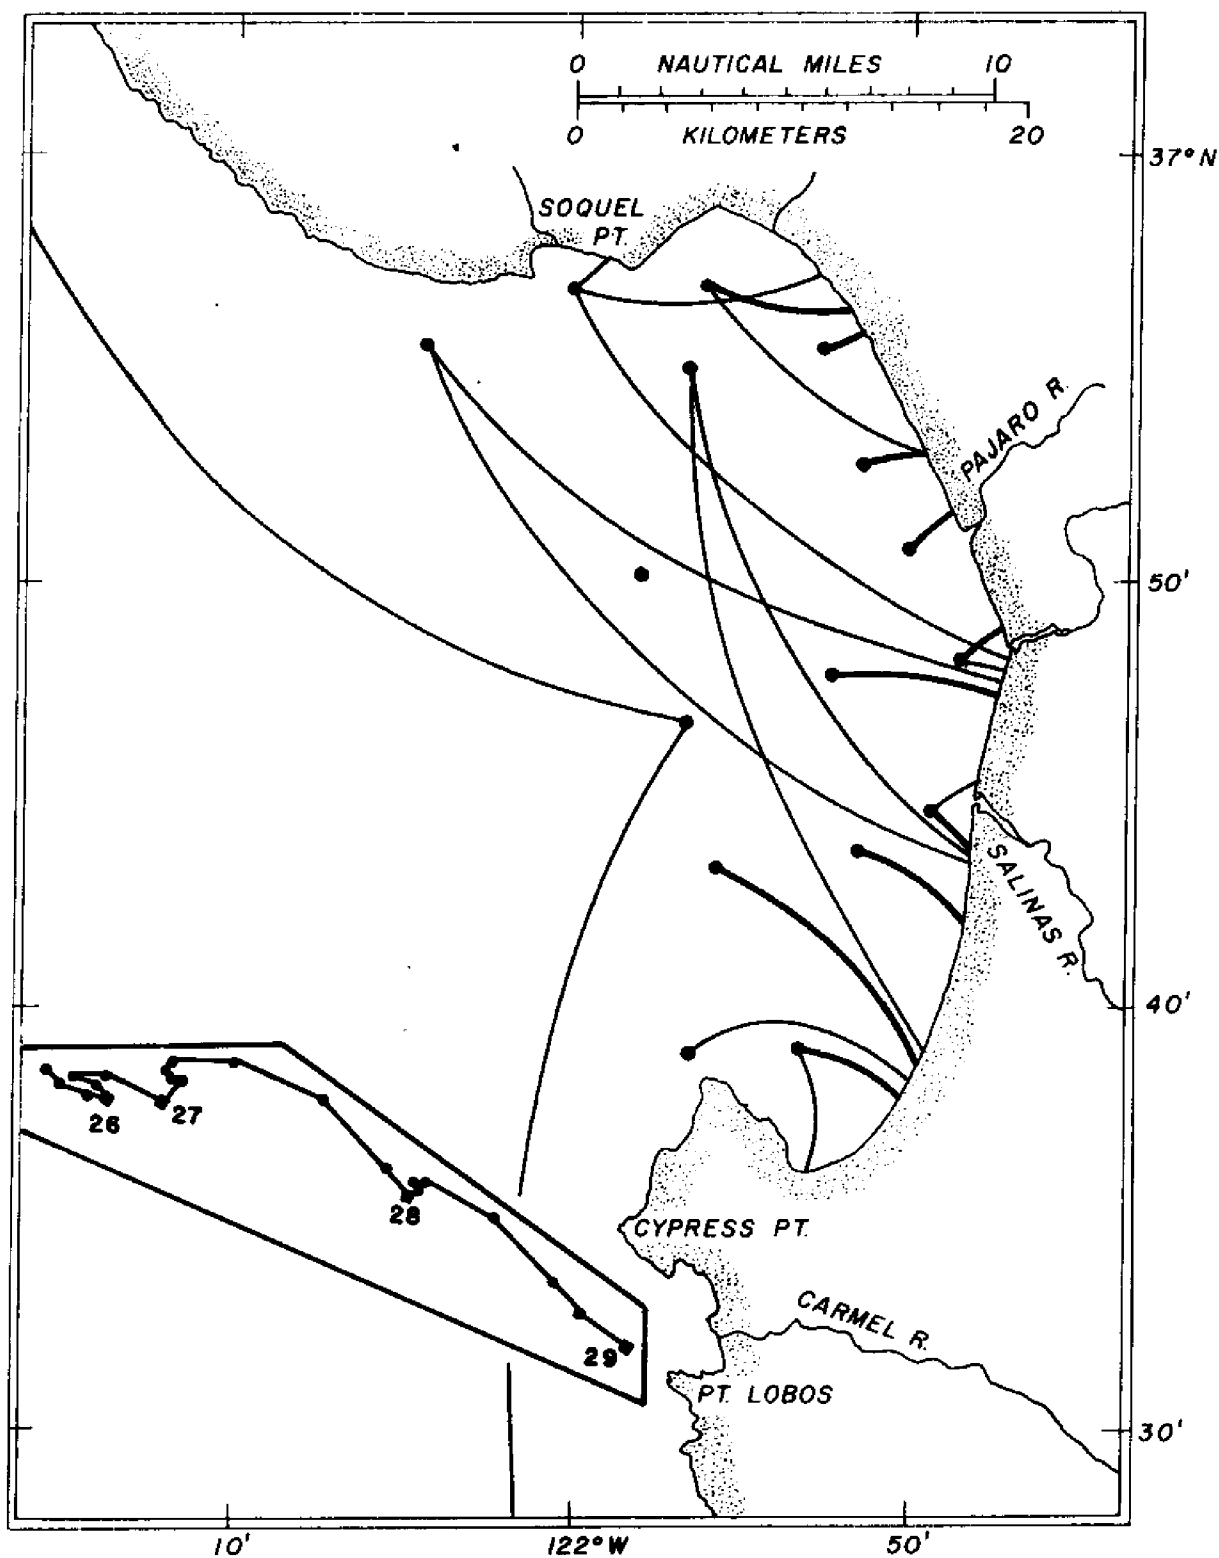 0 NAUTICAL MILES 10
0 KILOMETERS 20
37° N
SOQUEL
PT.
PAJARO R.
50'
SALINAS R.
40'
26
27
28
29
CYPRESS PT.
CARMEL R.
PT. LOBOS
30'
10'
122° W
50'